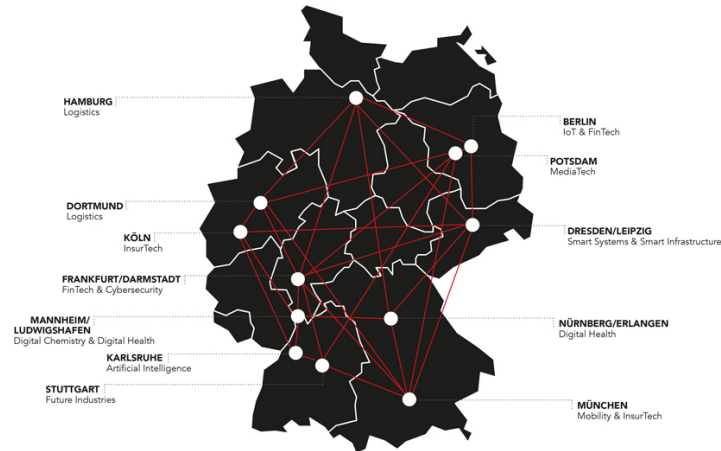 HAMBURG
Logistics
BERLIN
IoT & FinTech
POTSDAM
MediaTech
DORTMUND
Logistics
KÖLN
InsurTech
DRESDEN/LEIPZIG
Smart Systems & Smart Infrastructure
FRANKFURT/DARMSTADT
FinTech & Cybersecurity
MANNHEIM/
LUDWIGSHAFEN
Digital Chemistry & Digital Health
NÜRNBERG/ERLANGEN
Digital Health
KARLSRUHE
Artificial Intelligence
STUTTGART
Future Industries
MÜNCHEN
Mobility & InsurTech